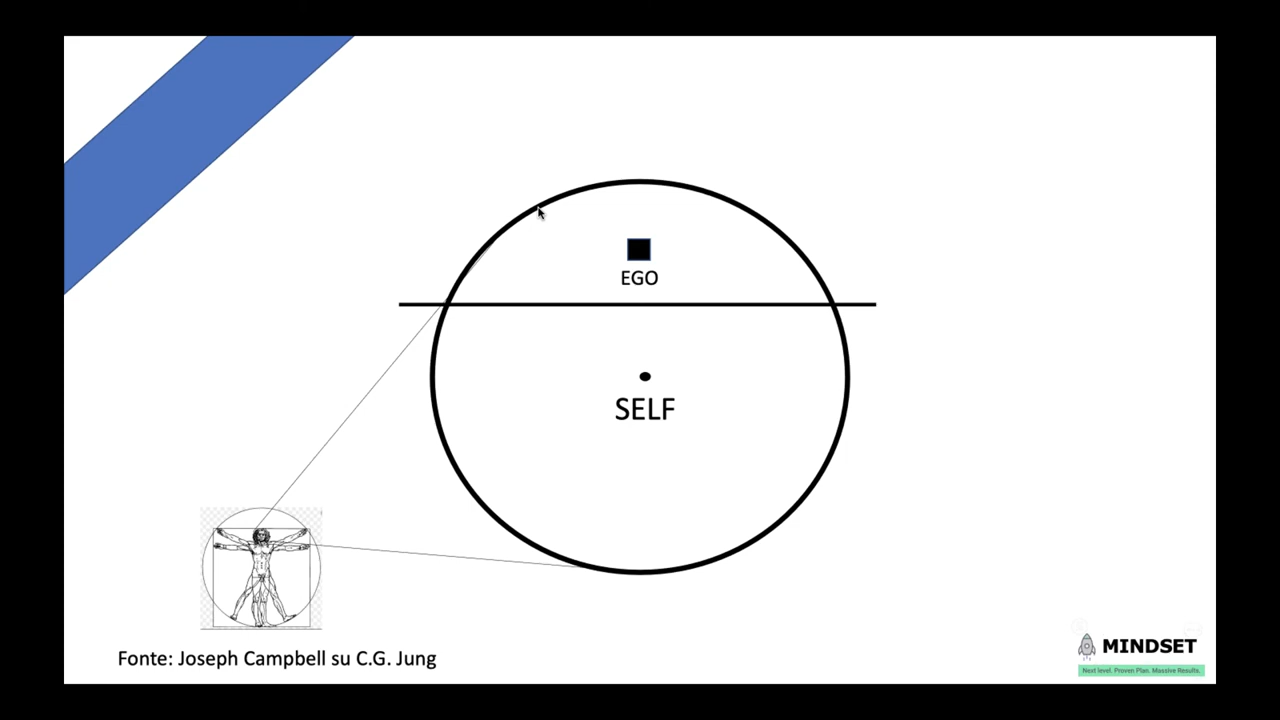 EGO
SELF
Fonte: Joseph Campbell su C.G. Jung
MINDSET
Next level. Proven Plan. Massive Results.